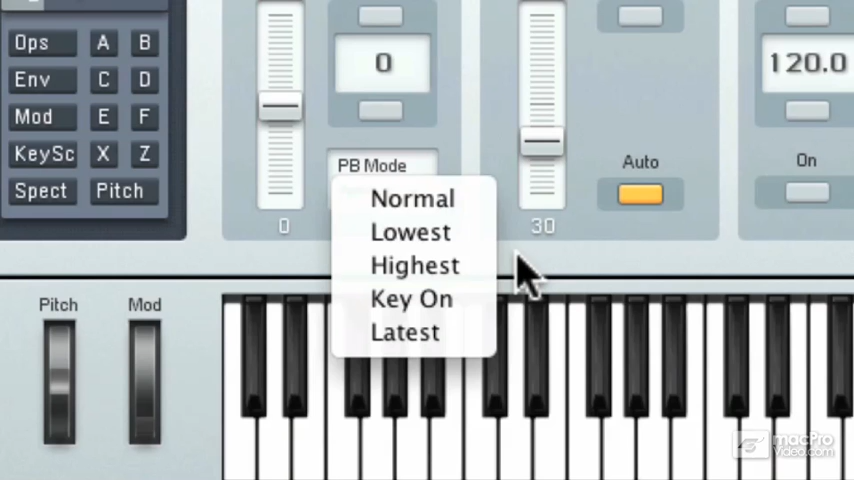 Ops A B
Env C D
Mod E F
KeySc X Z
Spect Pitch
0
0
PB Mode
Normal
Lowest
Highest
Key On
Latest
30
Auto
120.0
On
Pitch
Mod
macPro
Video.com